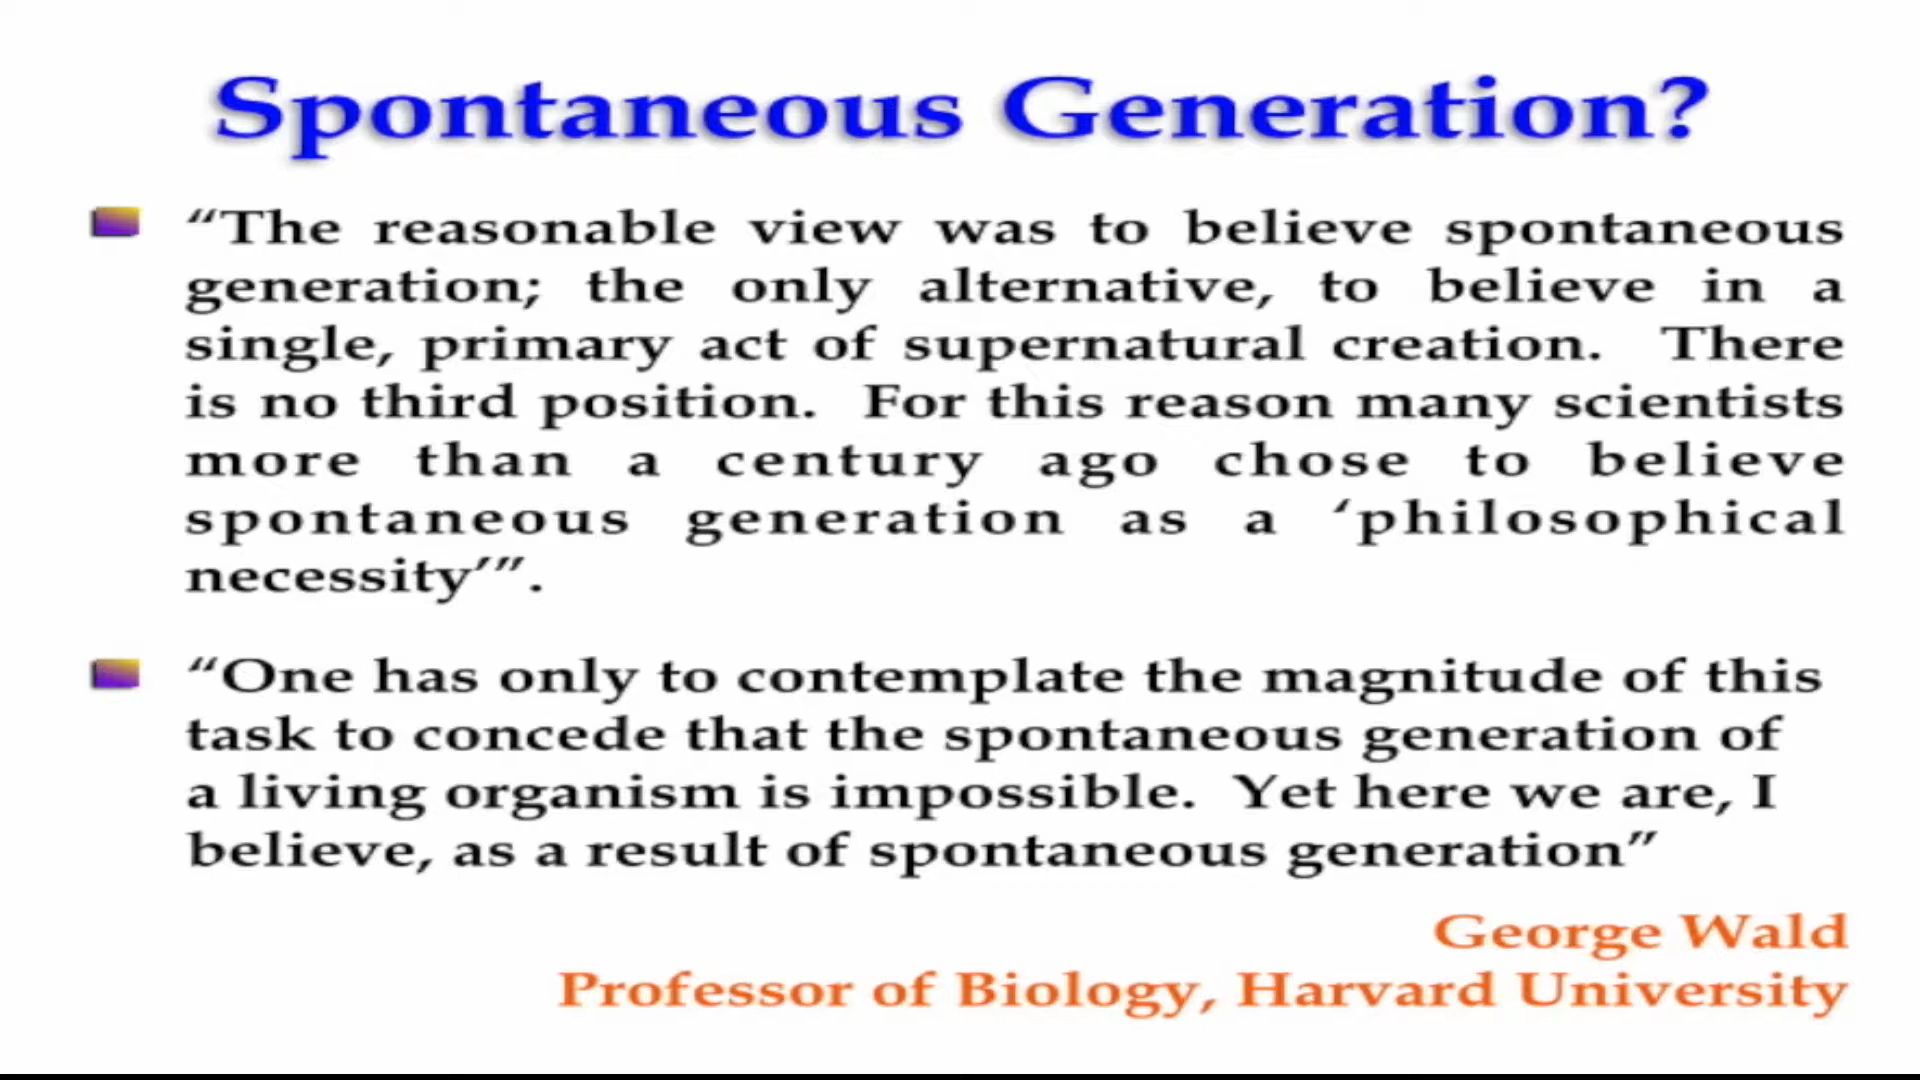 Spontaneous Generation?
“The reasonable view was to believe spontaneous
generation; the only alternative, to believe in a
single, primary act of supernatural creation. There
is no third position. For this reason many scientists
more than a century ago chose to believe
spontaneous generation as a ‘philosophical
necessity’”.
“One has only to contemplate the magnitude of this
task to concede that the spontaneous generation of
a living organism is impossible. Yet here we are, I
believe, as a result of spontaneous generation”
George Wald
Professor of Biology, Harvard University